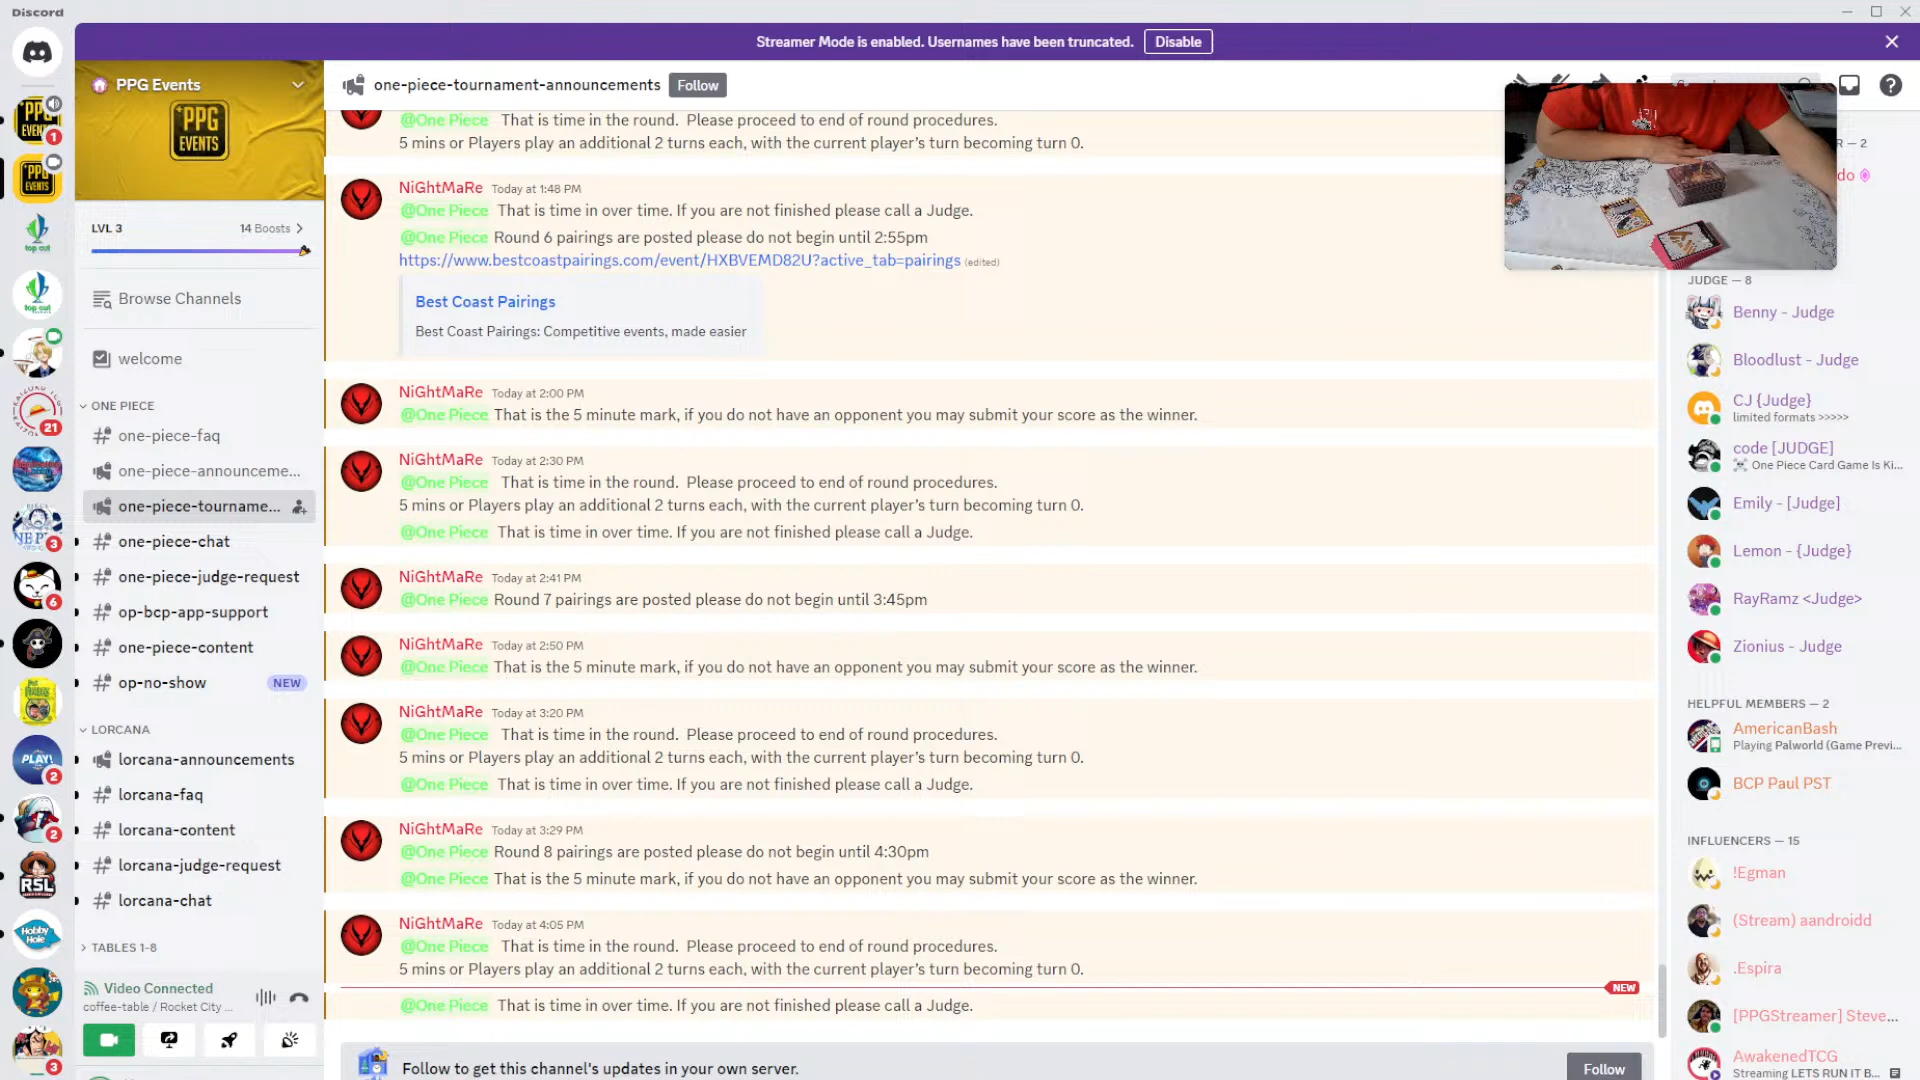 Discord
Streamer Mode is enabled. Usernames have been truncated.
Disable
PPG Events
PPG
EVENTS
LVL 3
14 Boosts
Browse Channels
welcome
ONE PIECE
one-piece-faq
one-piece-announceme...
one-piece-tourname...
one-piece-chat
one-piece-judge-request
op-bcp-app-support
one-piece-content
op-no-show
NEW
LORCANA
lorcana-announcements
lorcana-faq
lorcana-content
lorcana-judge-request
lorcana-chat
TABLES 1-8
Video Connected
coffee-table / Rocket City ...
one-piece-tournament-announcements
Follow
@One Piece That is time in the round. Please proceed to end of round procedures.
5 mins or Players play an additional 2 turns each, with the current player's turn becoming turn 0.
NiGhtMaRe Today at 1:48 PM
@One Piece That is time in over time. If you are not finished please call a Judge.
@One Piece Round 6 pairings are posted please do not begin until 2:55pm
https://www.bestcoastpairings.com/event/HXBVEMD82U?active_tab=pairings (edited)
Best Coast Pairings
Best Coast Pairings: Competitive events, made easier
NiGhtMaRe Today at 2:00 PM
@One Piece That is the 5 minute mark, if you do not have an opponent you may submit your score as the winner.
NiGhtMaRe Today at 2:30 PM
@One Piece That is time in the round. Please proceed to end of round procedures.
5 mins or Players play an additional 2 turns each, with the current player's turn becoming turn 0.
@One Piece That is time in over time. If you are not finished please call a Judge.
NiGhtMaRe Today at 2:41 PM
@One Piece Round 7 pairings are posted please do not begin until 3:45pm
NiGhtMaRe Today at 2:50 PM
@One Piece That is the 5 minute mark, if you do not have an opponent you may submit your score as the winner.
NiGhtMaRe Today at 3:20 PM
@One Piece That is time in the round. Please proceed to end of round procedures.
5 mins or Players play an additional 2 turns each, with the current player's turn becoming turn 0.
@One Piece That is time in over time. If you are not finished please call a Judge.
NiGhtMaRe Today at 3:29 PM
@One Piece Round 8 pairings are posted please do not begin until 4:30pm
@One Piece That is the 5 minute mark, if you do not have an opponent you may submit your score as the winner.
NiGhtMaRe Today at 4:05 PM
@One Piece That is time in the round. Please proceed to end of round procedures.
5 mins or Players play an additional 2 turns each, with the current player's turn becoming turn 0.
NEW
@One Piece That is time in over time. If you are not finished please call a Judge.
Follow to get this channel's updates in your own server.
Follow
R — 2
do
JUDGE — 8
Benny - Judge
Bloodlust - Judge
CJ {Judge}
limited formats >>>>>
code [JUDGE]
One Piece Card Game Is Ki...
Emily - [Judge]
Lemon - {Judge}
RayRamz <Judge>
Zionius - Judge
HELPFUL MEMBERS — 2
AmericanBash
Playing Palworld (Game Previ...
BCP Paul PST
INFLUENCERS — 15
!Egman
(Stream) aandroidd
.Espira
[PPGStreamer] Steve...
AwakenedTCG
Streaming LETS RUN IT B...
1
top cut
top cut
21
3
6
PLAY!
2
2
RSL
Hobby
Hole
3